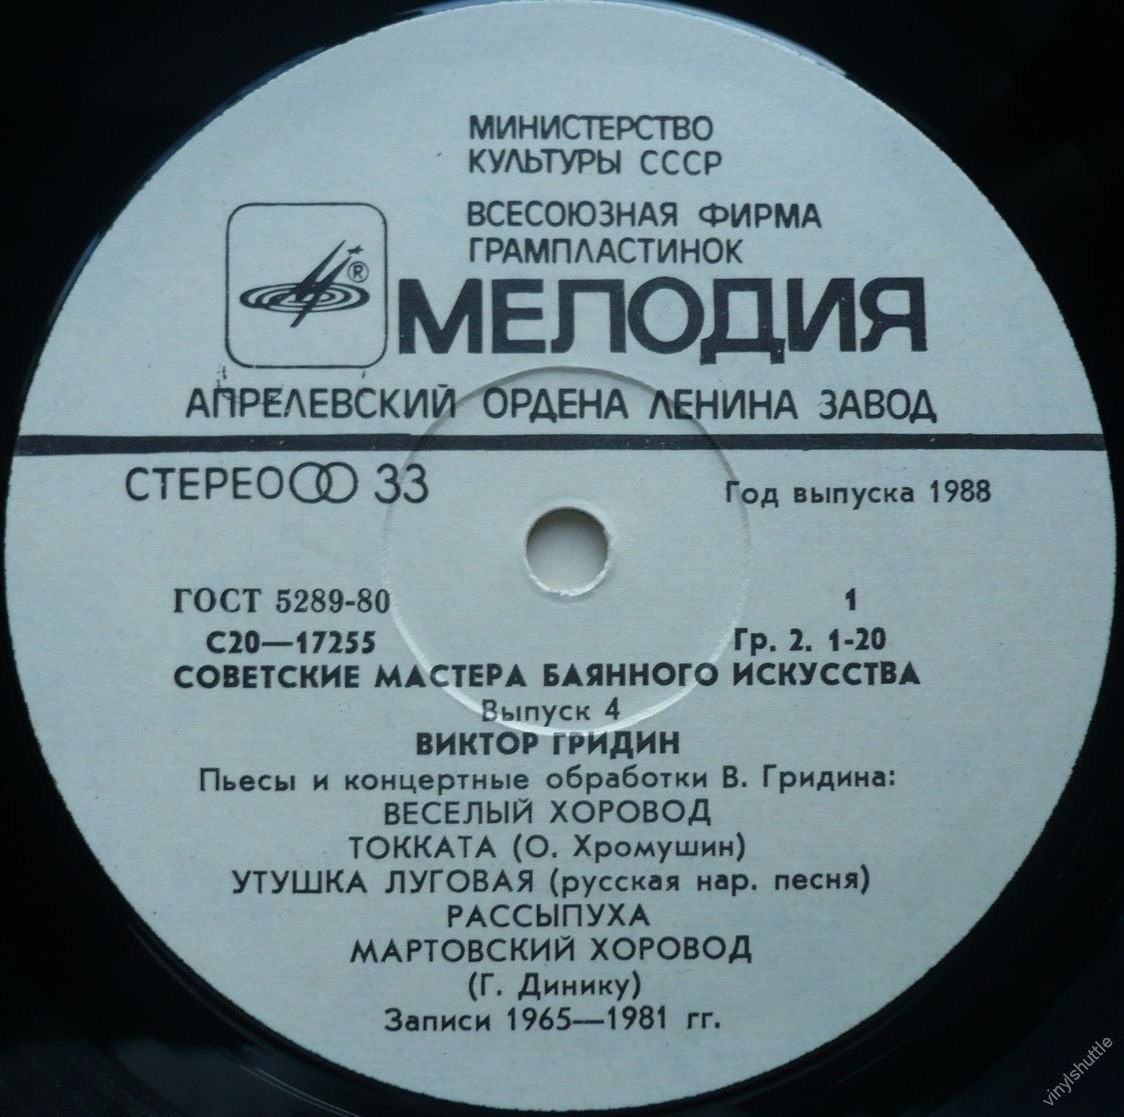 МИНИСТЕРСТВО
КУЛЬТУРЫ СССР
ВСЕСОЮЗНАЯ ФИРМА
ГРАМПЛАСТИНОК
®
МЕЛОДИЯ
АПРЕЛЕВСКИЙ ОРДЕНА ЛЕНИНА ЗАВОД
СТЕРЕО 33
Год выпуска 1988
ГОСТ 5289-80
1
С20—17255
Гр. 2. 1-20
СОВЕТСКИЕ МАСТЕРА БАЯННОГО ИСКУССТВА
Выпуск 4
ВИКТОР ГРИДИН
Пьесы и концертные обработки В. Гридина:
ВЕСЕЛЫЙ ХОРОВОД
ТОККАТА (О. Хромушин)
УТУШКА ЛУГОВАЯ (русская нар. песня)
РАССЫПУХА
МАРТОВСКИЙ ХОРОВОД
(Г. Динику)
Записи 1965—1981 гг.
vinylshuttle